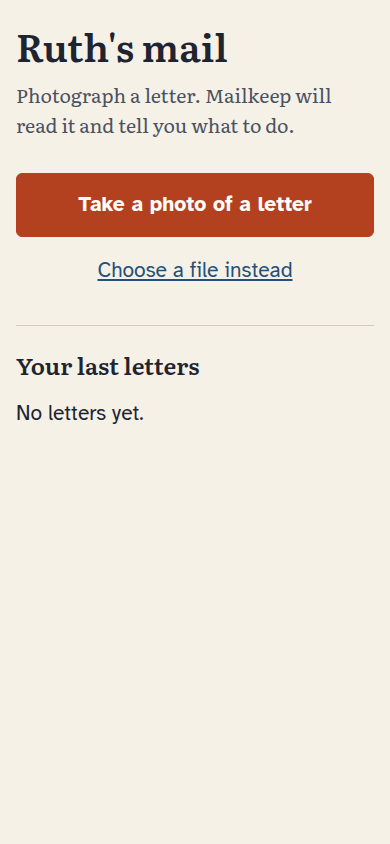 Ruth's mail
Photograph a letter. Mailkeep will
read it and tell you what to do.
Take a photo of a letter
Choose a file instead
Your last letters
No letters yet.